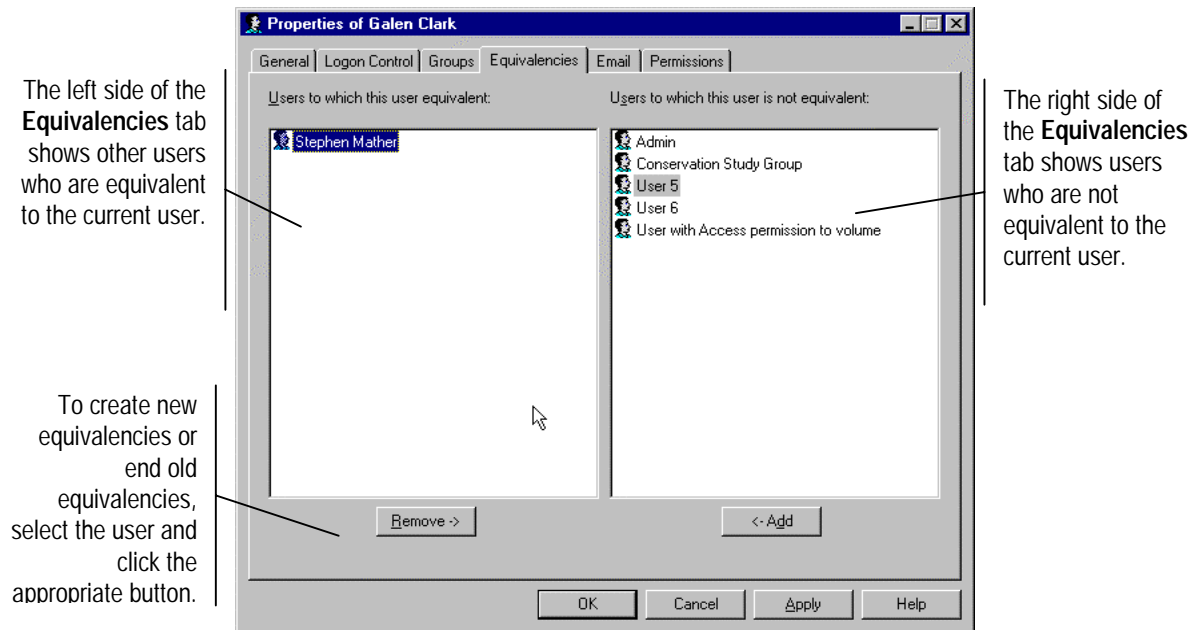 Properties of Galen Clark
General Logon Control Groups Equivalencies Email Permissions
The left side of the
Equivalencies tab
shows other users
who are equivalent
to the current user.
Users to which this user equivalent:
Stephen Mather
Users to which this user is not equivalent:
Admin
Conservation Study Group
User 5
User 6
User with Access permission to volume
The right side of
the Equivalencies
tab shows users
who are not
equivalent to the
current user.
To create new
equivalencies or
end old
equivalencies,
select the user and
click the
appropriate button.
Remove ->
<- Add
OK Cancel Apply Help